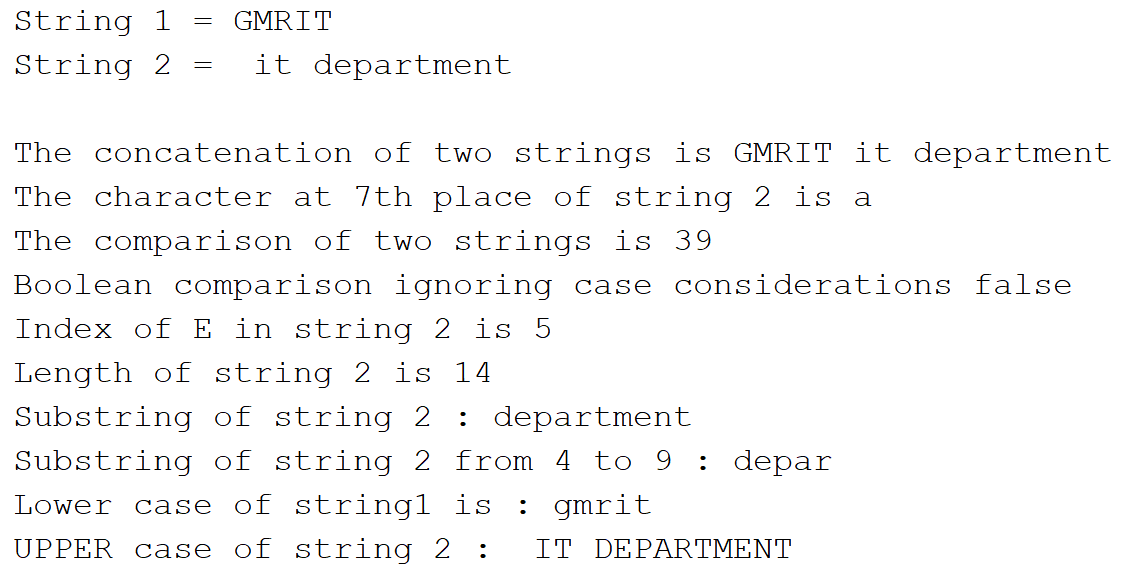 String 1 = GMRIT
String 2 =  it department

The concatenation of two strings is GMRIT it department
The character at 7th place of string 2 is a
The comparison of two strings is 39
Boolean comparison ignoring case considerations false
Index of E in string 2 is 5
Length of string 2 is 14
Substring of string 2 : department
Substring of string 2 from 4 to 9 : depar
Lower case of string1 is : gmrit
UPPER case of string 2 :  IT DEPARTMENT